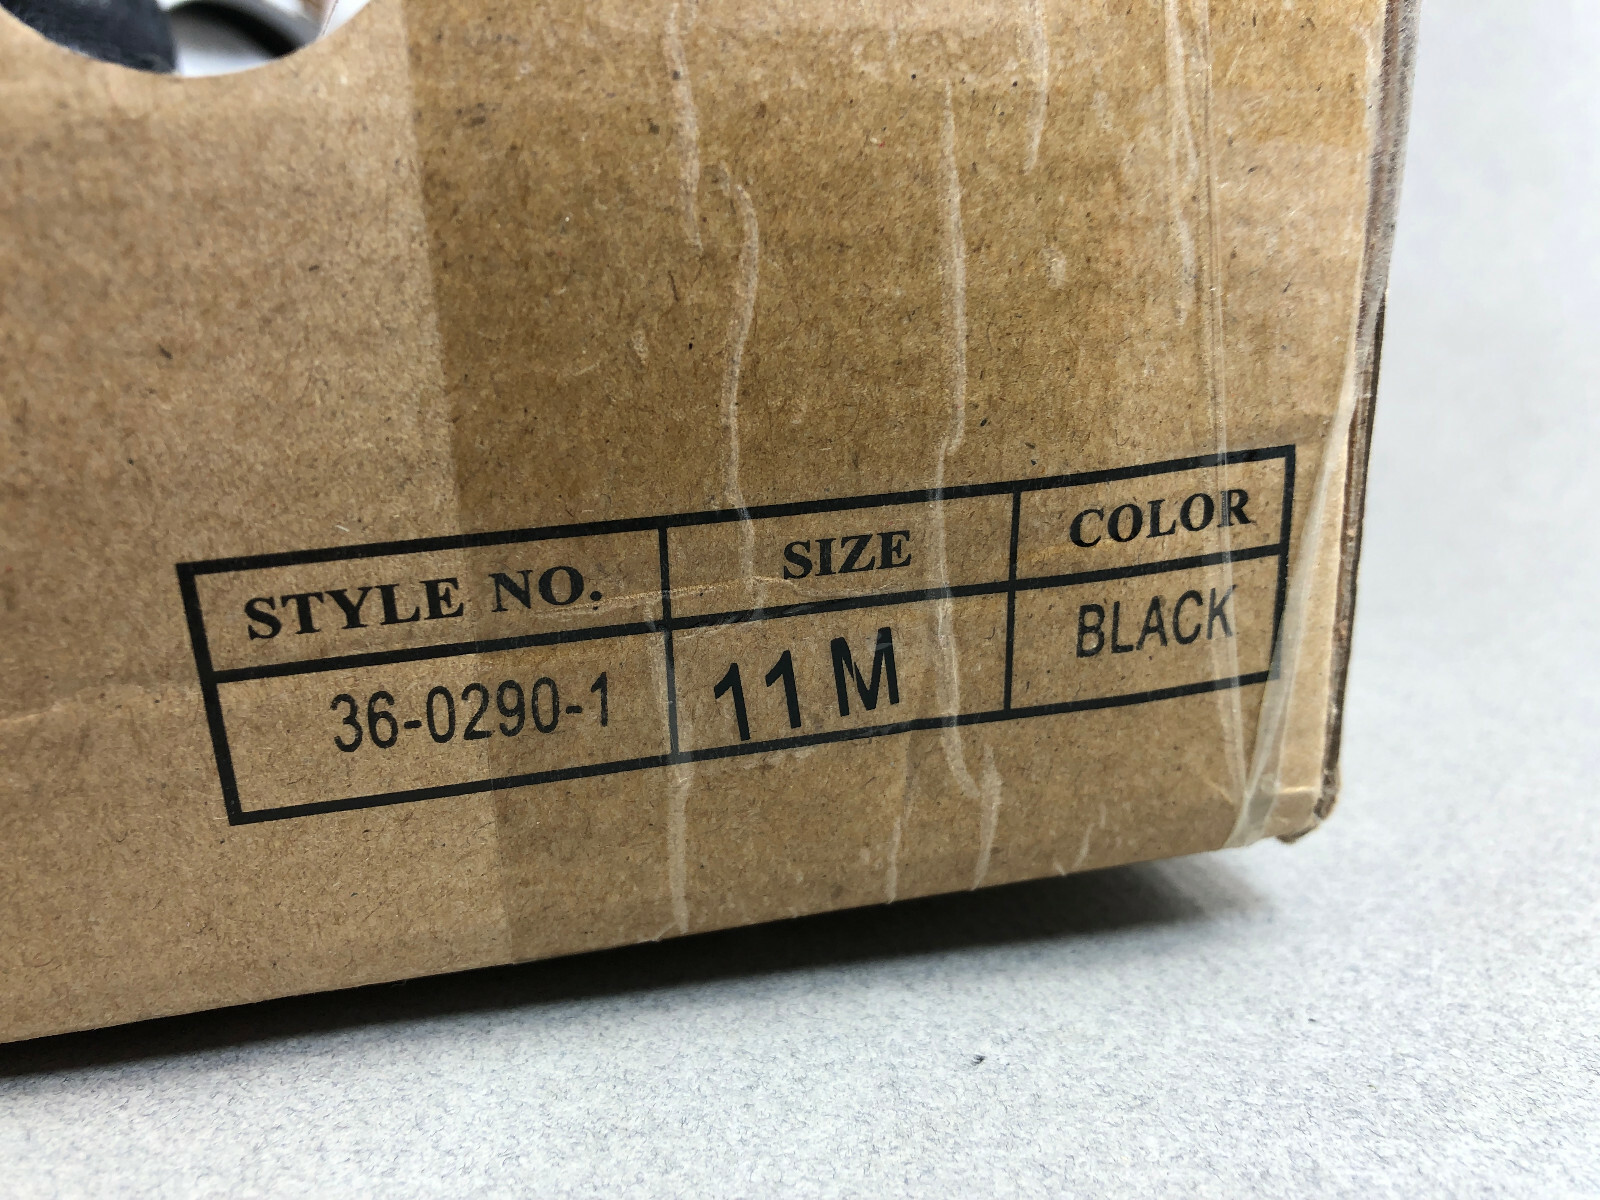 STYLE NO. SIZE COLOR
36-0290-1 11 M BLACK